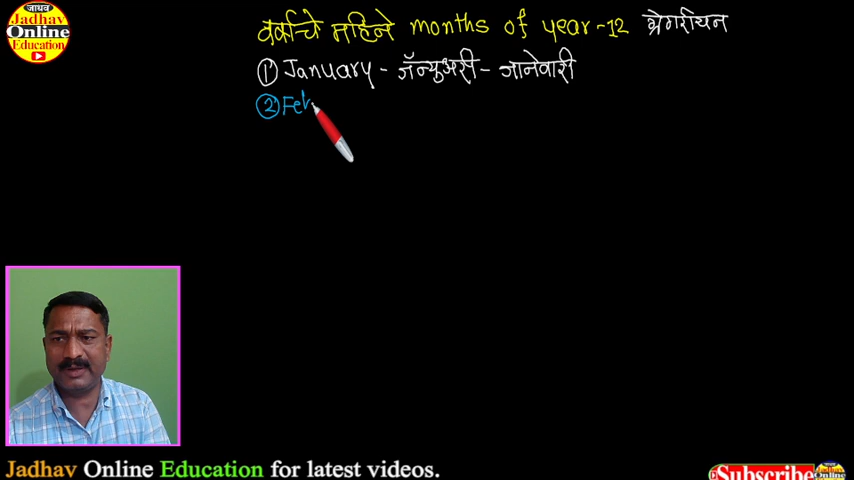 जाधव
Jadhav
Online
Education
वर्काचे महिने months of year-12 ग्रेगरीयन
① January - जॅन्युअरी - जानेवारी
② Feb
Jadhav Online Education for latest videos.
Subscribe